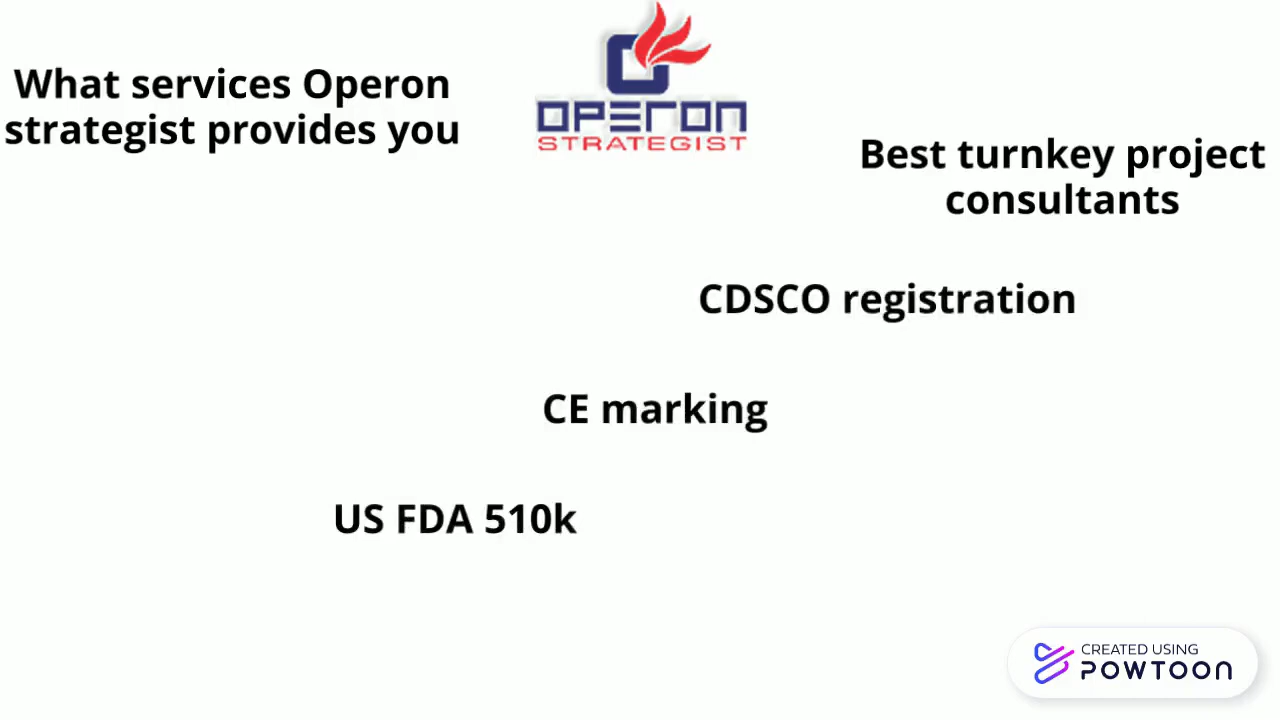 What services Operon
strategist provides you
OPERON
STRATEGIST
Best turnkey project
consultants
CDSCO registration
CE marking
US FDA 510k
CREATED USING
POWTOON